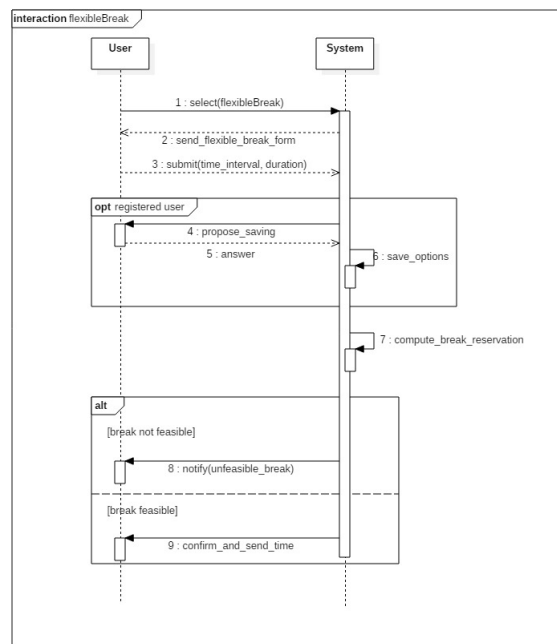 interaction flexibleBreak
User
System
1 : select(flexibleBreak)
2 : send_flexible_break_form
3 : submit(time_interval, duration)
opt registered user
4 : propose_saving
5 : answer
6 : save_options
7 : compute_break_reservation
alt
[break not feasible]
8 : notify(unfeasible_break)
[break feasible]
9 : confirm_and_send_time